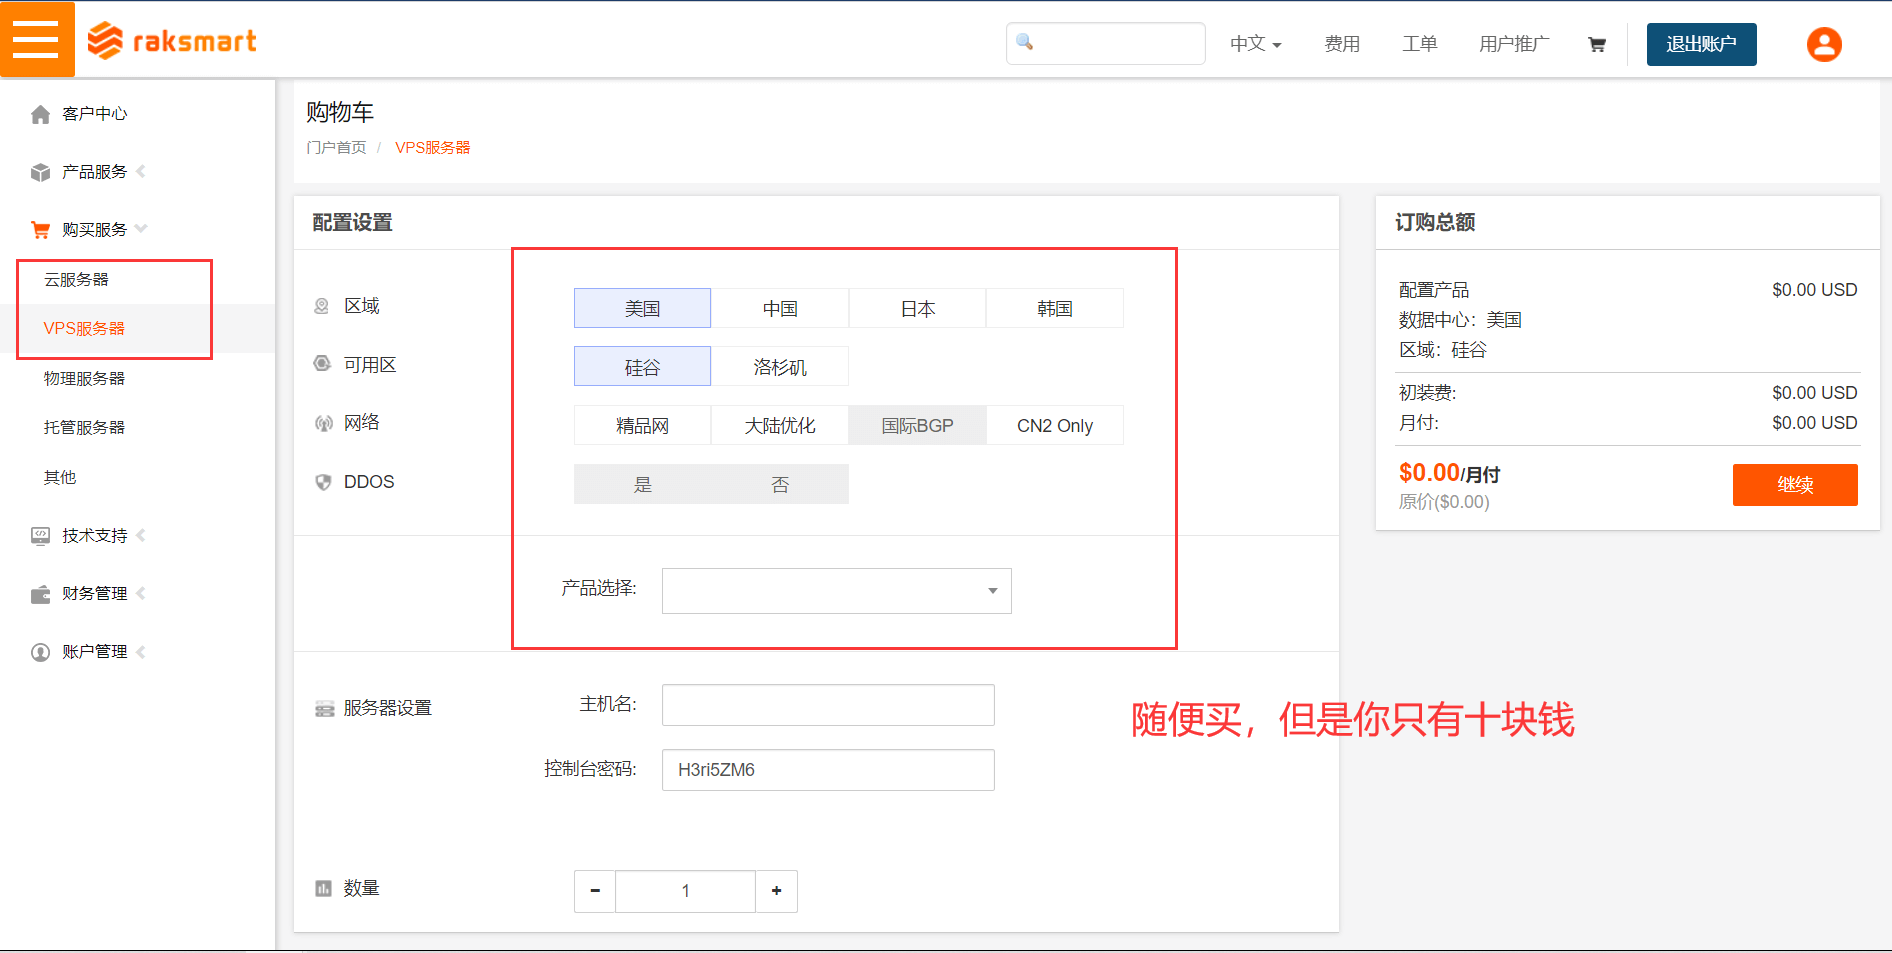 raksmart
中文
费用
工单
用户推广
退出账户
客户中心
产品服务
购买服务
云服务器
VPS服务器
物理服务器
托管服务器
其他
技术支持
财务管理
账户管理
购物车
门户首页 / VPS服务器
配置设置
区域
美国 中国 日本 韩国
可用区
硅谷 洛杉矶
网络
精品网 大陆优化 国际BGP CN2 Only
DDOS
是 否
产品选择:
服务器设置
主机名:
控制台密码: H3ri5ZM6
数量
- 1 +
订购总额
配置产品 $0.00 USD
数据中心：美国
区域：硅谷
初装费: $0.00 USD
月付: $0.00 USD
$0.00/月付
原价($0.00)
继续
随便买，但是你只有十块钱